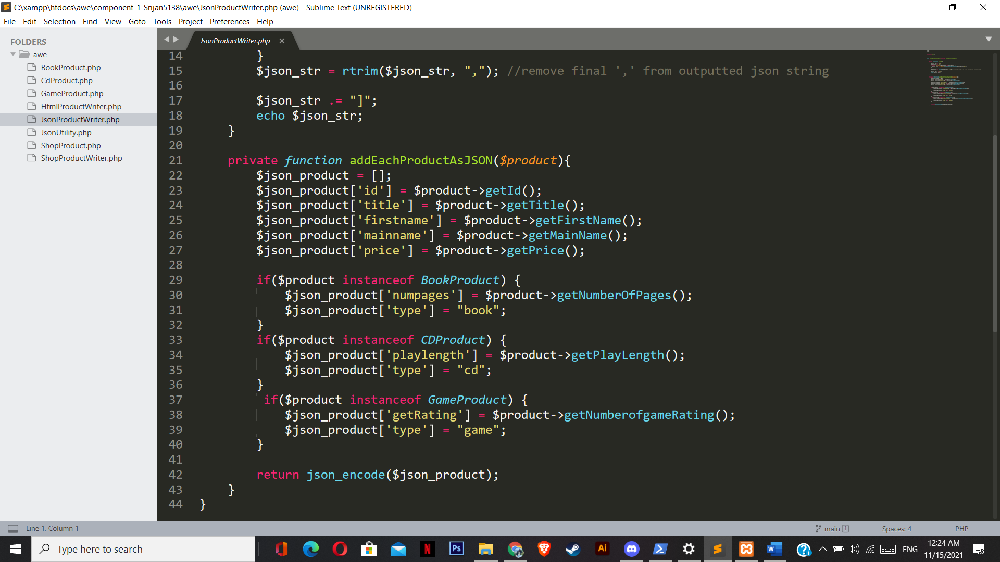 C:\xampp\htdocs\awe\component-1-Srijan5138\awe\JsonProductWriter.php (awe) - Sublime Text (UNREGISTERED)
File Edit Selection Find View Goto Tools Project Preferences Help
FOLDERS
awe
BookProduct.php
CdProduct.php
GameProduct.php
HtmlProductWriter.php
JsonProductWriter.php
JsonUtility.php
ShopProduct.php
ShopProductWriter.php
JsonProductWriter.php
14 }
15 $json_str = rtrim($json_str, ","); //remove final ',' from outputted json string
16
17 $json_str .= "]";
18 echo $json_str;
19 }
20
21 private function addEachProductAsJSON($product){
22 $json_product = [];
23 $json_product['id'] = $product->getId();
24 $json_product['title'] = $product->getTitle();
25 $json_product['firstname'] = $product->getFirstName();
26 $json_product['mainname'] = $product->getMainName();
27 $json_product['price'] = $product->getPrice();
28
29 if($product instanceof BookProduct) {
30 $json_product['numpages'] = $product->getNumberOfPages();
31 $json_product['type'] = "book";
32 }
33 if($product instanceof CDProduct) {
34 $json_product['playlength'] = $product->getPlayLength();
35 $json_product['type'] = "cd";
36 }
37 if($product instanceof GameProduct) {
38 $json_product['getRating'] = $product->getNumberofgameRating();
39 $json_product['type'] = "game";
40 }
41
42 return json_encode($json_product);
43 }
44 }
Line 1, Column 1
main 1
Spaces: 4
PHP
Type here to search
N
Ps
Ai
W
ENG
12:24 AM
11/15/2021